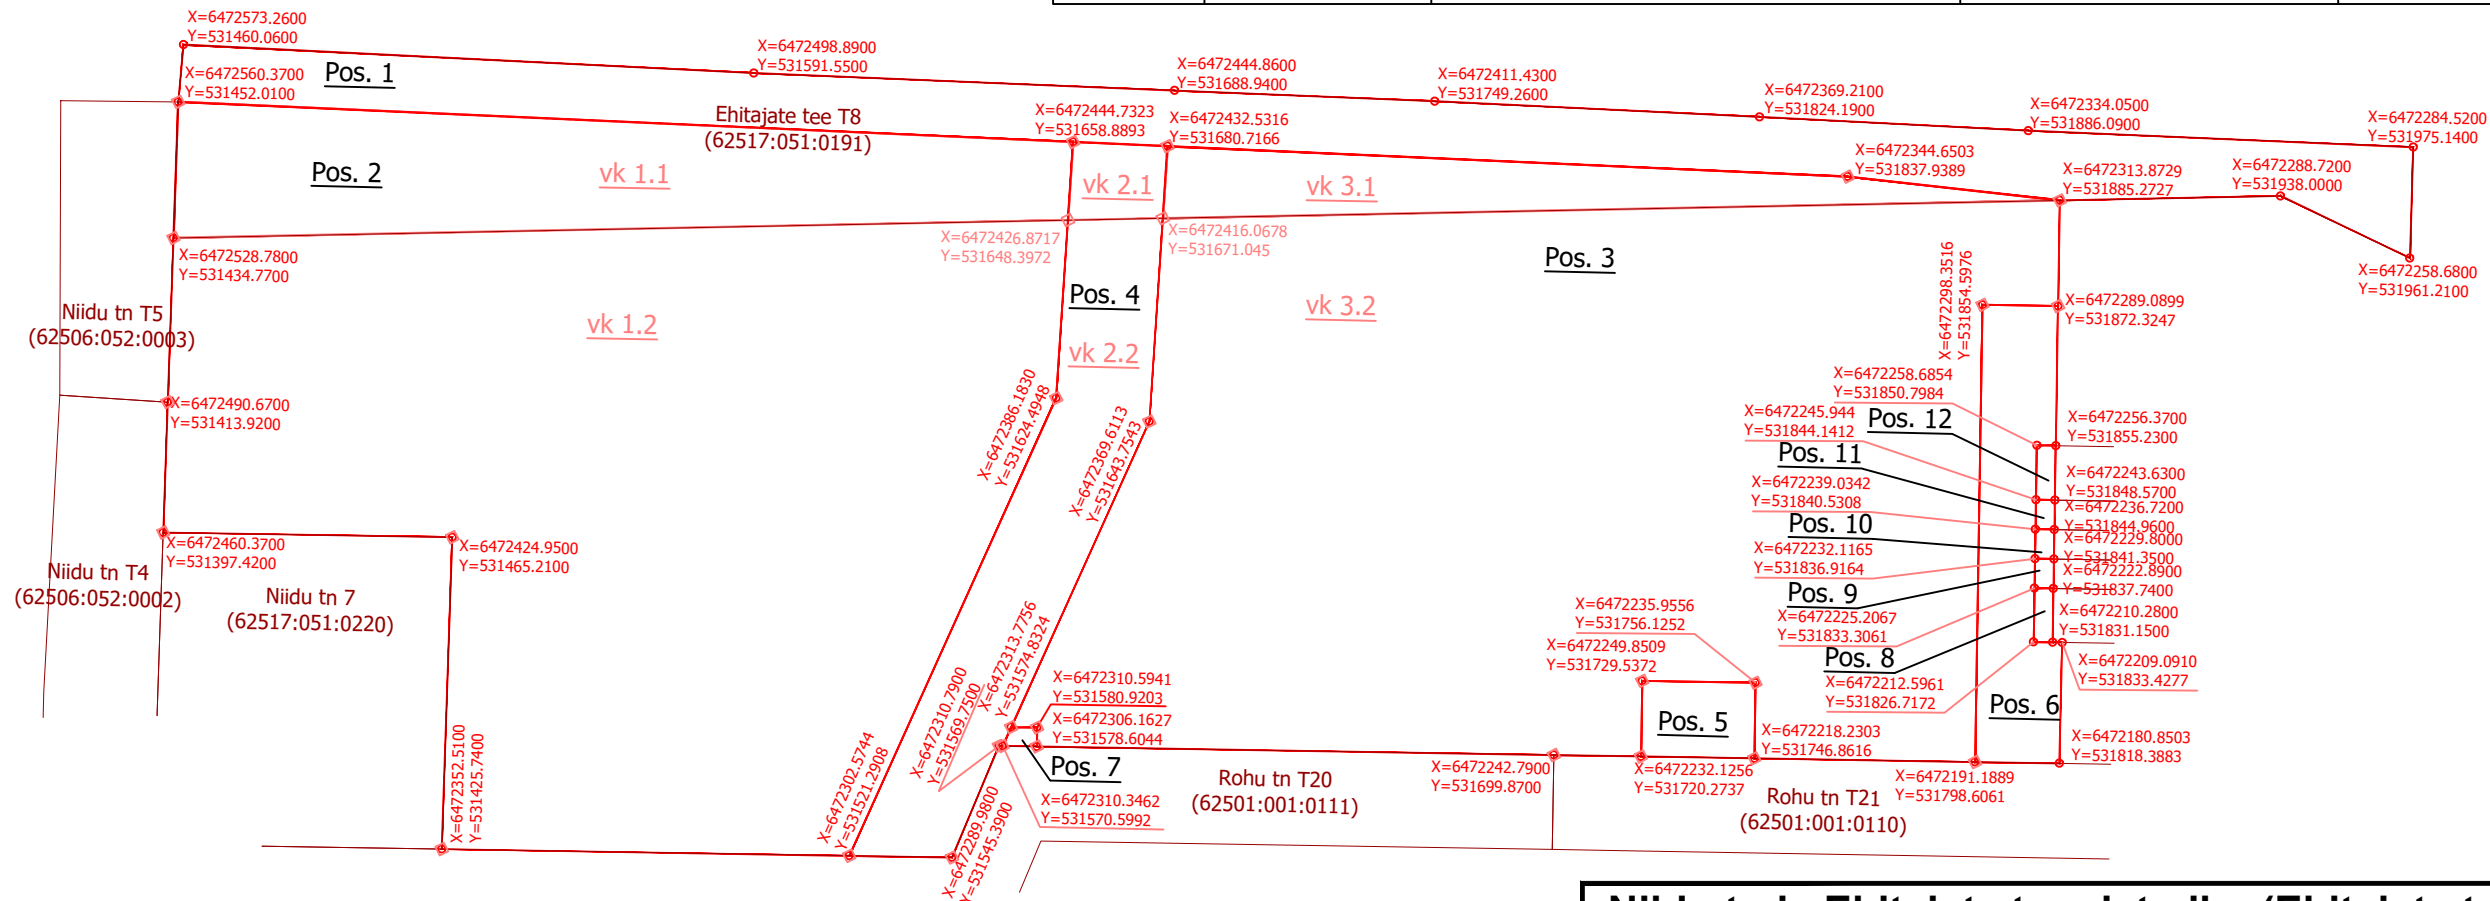 X=6472573.2600
Y=531460.0600
X=6472560.3700
Y=531452.0100
Pos. 1
X=6472498.8900
Y=531591.5500
X=6472444.8600
Y=531688.9400
X=6472411.4300
Y=531749.2600
X=6472369.2100
Y=531824.1900
X=6472334.0500
Y=531886.0900
X=6472284.5200
Y=531975.1400
Ehitajate tee T8
(62517:051:0191)
X=6472444.7323
Y=531658.8893
X=6472432.5316
Y=531680.7166
X=6472344.6503
Y=531837.9389
X=6472313.8729
Y=531885.2727
X=6472288.7200
Y=531938.0000
X=6472258.6800
Y=531961.2100
Pos. 2
vk 1.1
vk 2.1
vk 3.1
X=6472528.7800
Y=531434.7700
X=6472426.8717
Y=531648.3972
X=6472416.0678
Y=531671.045
Pos. 3
X=6472298.3516
Y=531854.5976
X=6472289.0899
Y=531872.3247
Niidu tn T5
(62506:052:0003)
vk 1.2
Pos. 4
vk 2.2
vk 3.2
X=6472490.6700
Y=531413.9200
X=6472386.1830
Y=531624.4948
X=6472369.6113
Y=531643.7543
X=6472258.6854
Y=531850.7984
X=6472245.944
Y=531844.1412
Pos. 12
X=6472256.3700
Y=531855.2300
Pos. 11
X=6472243.6300
Y=531848.5700
X=6472239.0342
Y=531840.5308
X=6472236.7200
Y=531844.9600
Pos. 10
X=6472229.8000
Y=531841.3500
X=6472232.1165
Y=531836.9164
X=6472222.8900
Y=531837.7400
Pos. 9
X=6472225.2067
Y=531833.3061
X=6472210.2800
Y=531831.1500
Pos. 8
X=6472212.5961
Y=531826.7172
X=6472209.0910
Y=531833.4277
Pos. 6
X=6472180.8503
Y=531818.3883
X=6472460.3700
Y=531397.4200
X=6472424.9500
Y=531465.2100
Niidu tn T4
(62506:052:0002)
Niidu tn 7
(62517:051:0220)
X=6472235.9556
Y=531756.1252
X=6472249.8509
Y=531729.5372
Pos. 5
X=6472313.7756
Y=531574.8324
X=6472310.7900
Y=531569.7500
X=6472310.5941
Y=531580.9203
X=6472306.1627
Y=531578.6044
Pos. 7
X=6472310.3462
Y=531570.5992
X=6472352.5100
Y=531425.7400
X=6472302.5744
Y=531521.2908
X=6472289.9800
Y=531545.3900
Rohu tn T20
(62501:001:0111)
X=6472242.7900
Y=531699.8700
X=6472232.1256
Y=531720.2737
X=6472218.2303
Y=531746.8616
X=6472191.1889
Y=531798.6061
Rohu tn T21
(62501:001:0110)